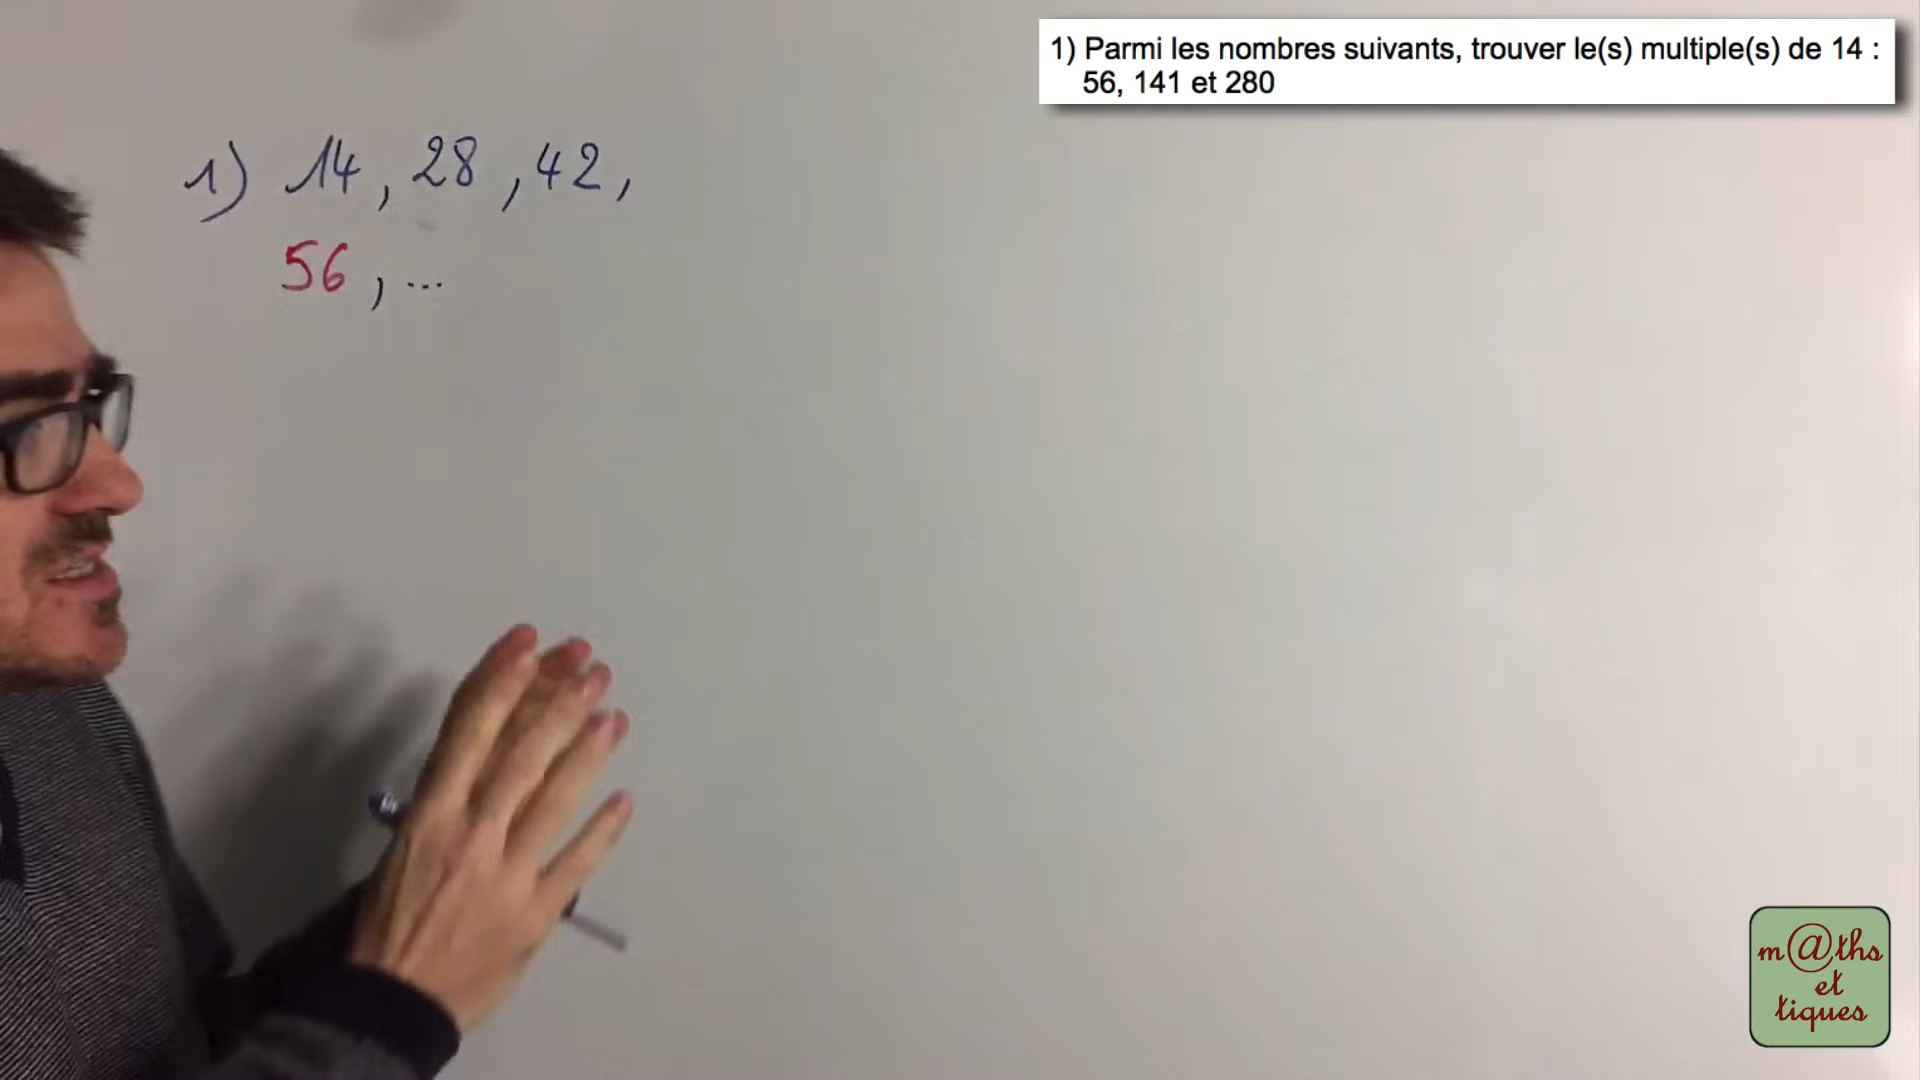 1) Parmi les nombres suivants, trouver le(s) multiple(s) de 14 :
56, 141 et 280
1) 14, 28, 42,
56, ...
m@ths
et
tiques